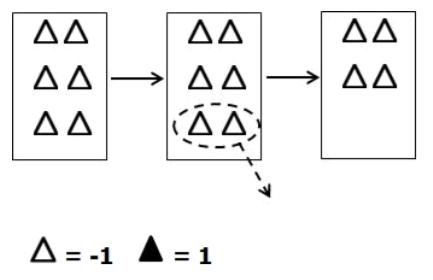 △ = -1 ▲ = 1